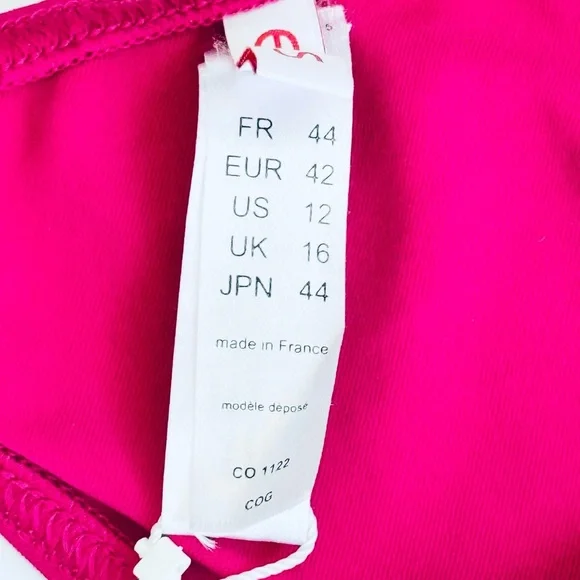 FR 44
EUR 42
US 12
UK 16
JPN 44
made in France
modèle déposé
CO 1122
COG